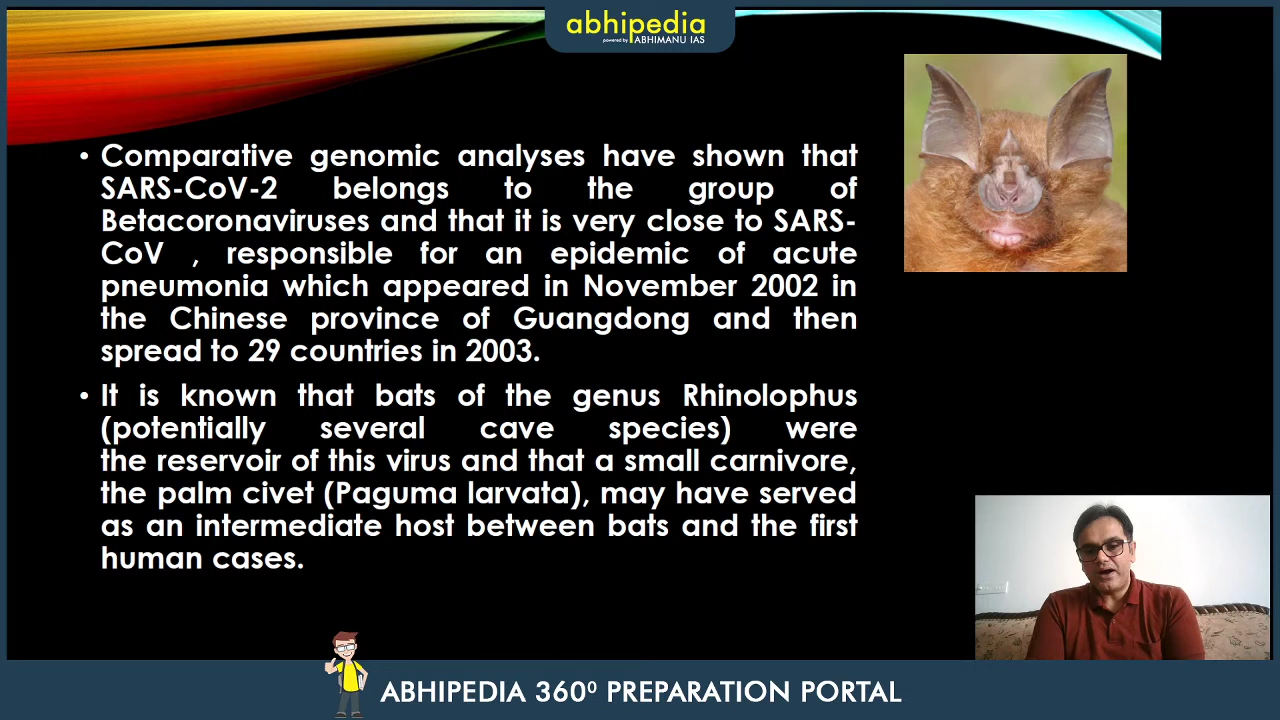 abhipedia
powered by ABHIMANU IAS
• Comparative genomic analyses have shown that
SARS-CoV-2 belongs to the group of
Betacoronaviruses and that it is very close to SARS-
CoV , responsible for an epidemic of acute
pneumonia which appeared in November 2002 in
the Chinese province of Guangdong and then
spread to 29 countries in 2003.
• It is known that bats of the genus Rhinolophus
(potentially several cave species) were
the reservoir of this virus and that a small carnivore,
the palm civet (Paguma larvata), may have served
as an intermediate host between bats and the first
human cases.
ABHIPEDIA 360⁰ PREPARATION PORTAL